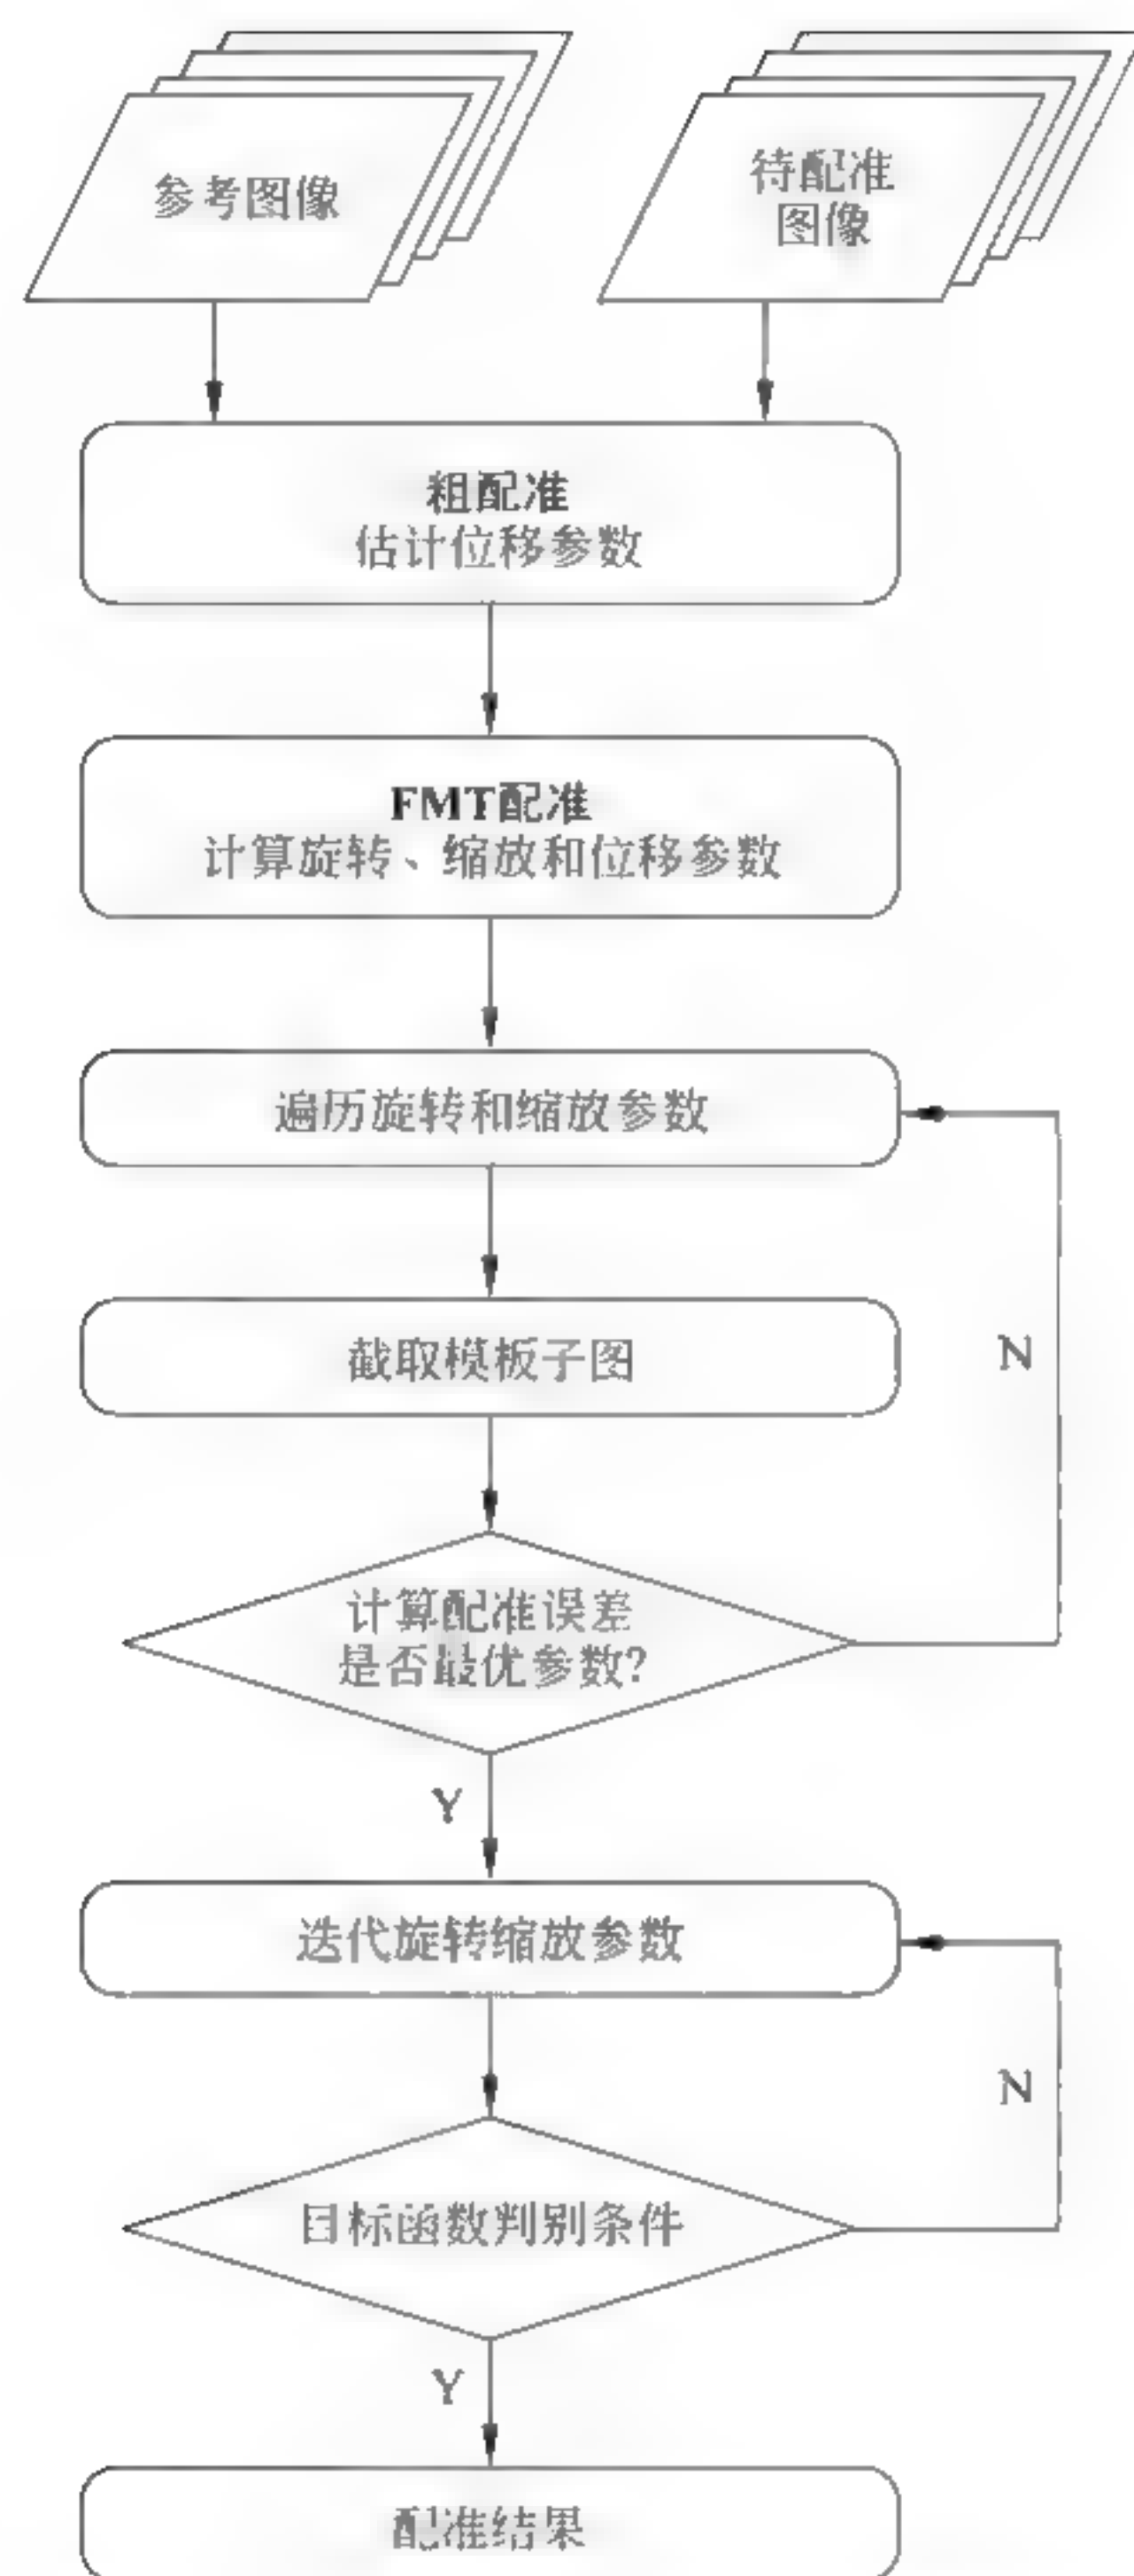 参考图像
待配准
图像
粗配准
估计位移参数
FMT配准
计算旋转、缩放和位移参数
遍历旋转和缩放参数
截取模板子图
N
计算配准误差
是否最优参数?
Y
迭代旋转缩放参数
N
目标函数判别条件
Y
配准结果